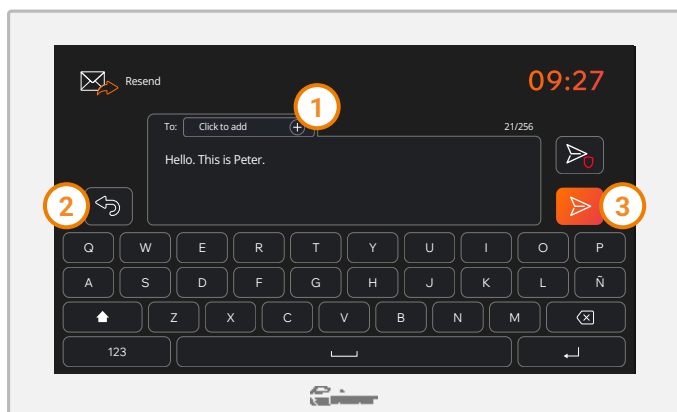 Resend
09:27
1
To: Click to add
21/256
Hello. This is Peter.
2
3
Q W E R T Y U I O P
A S D F G H J K L Ñ
Z X C V B N M
123